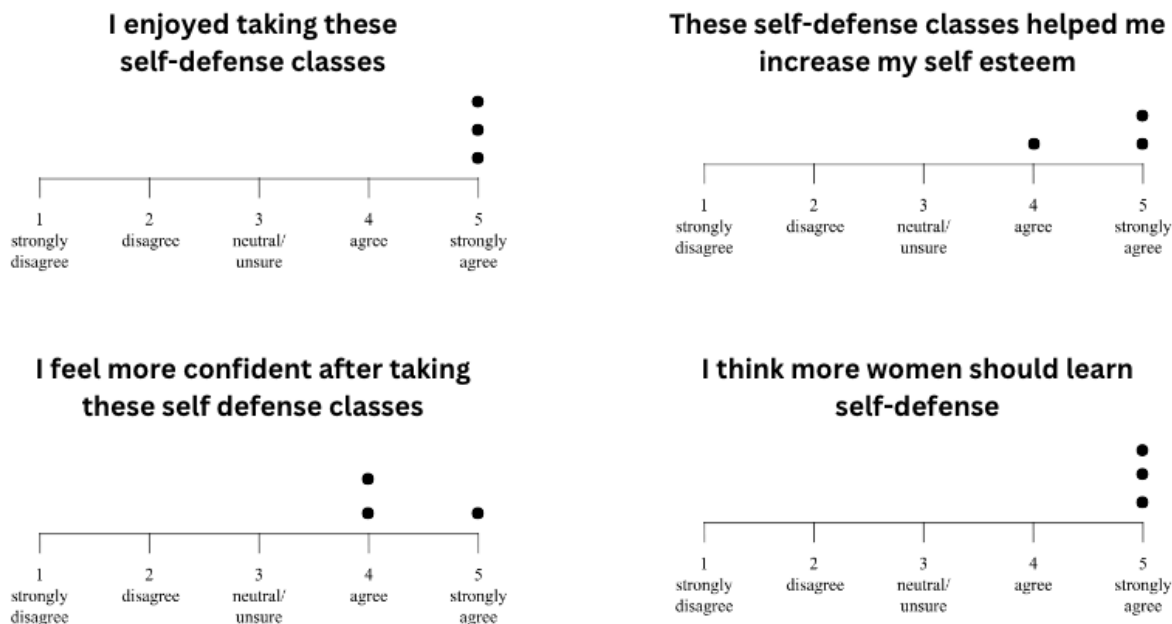 I enjoyed taking these
self-defense classes
1
strongly
disagree
2
disagree
3
neutral/
unsure
4
agree
5
strongly
agree
These self-defense classes helped me
increase my self esteem
1
strongly
disagree
2
disagree
3
neutral/
unsure
4
agree
5
strongly
agree
I feel more confident after taking
these self defense classes
1
strongly
disagree
2
disagree
3
neutral/
unsure
4
agree
5
strongly
agree
I think more women should learn
self-defense
1
strongly
disagree
2
disagree
3
neutral/
unsure
4
agree
5
strongly
agree